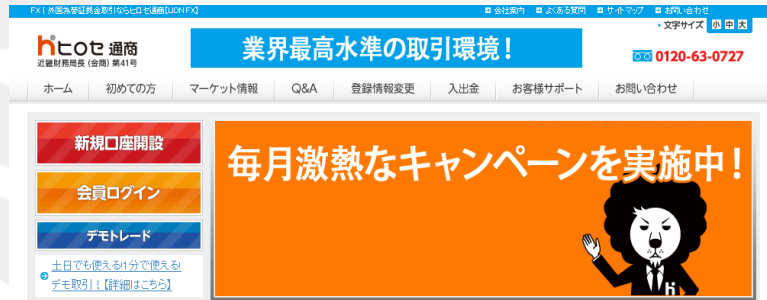 FX｜外国為替証拠金取引ならヒロセ通商【LION FX】
会社案内 よくある質問 サイトマップ お問い合わせ
文字サイズ 小 中 大
hヒロセ通商
近畿財務局長(金商)第41号
業界最高水準の取引環境！
0120-63-0727
ホーム 初めての方 マーケット情報 Q&A 登録情報変更 入出金 お客様サポート お問い合わせ
新規口座開設
会員ログイン
デモトレード
土日でも使える!1分で使える!
デモ取引！【詳細はこちら】
毎月激熱なキャンペーンを実施中！
h